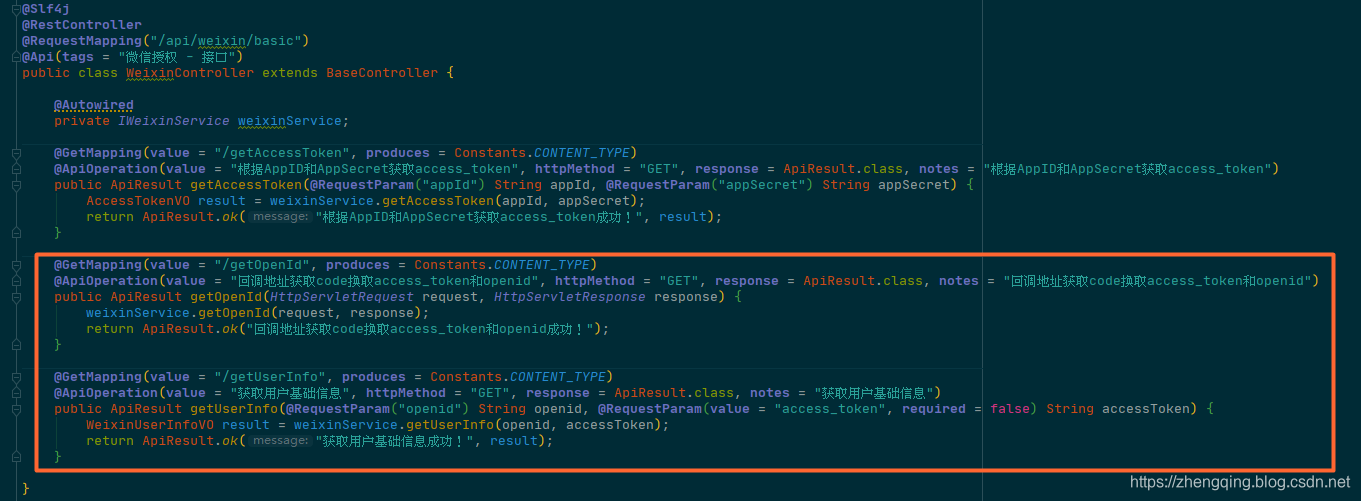 @Slf4j
@RestController
@RequestMapping("/api/weixin/basic")
@Api(tags = "微信授权 - 接口")
public class WeixinController extends BaseController {
@Autowired
private IWeixinService weixinService;
@GetMapping(value = "/getAccessToken", produces = Constants.CONTENT_TYPE)
@ApiOperation(value = "根据AppID和AppSecret获取access_token", httpMethod = "GET", response = ApiResult.class, notes = "根据AppID和AppSecret获取access_token")
public ApiResult getAccessToken(@RequestParam("appId") String appId, @RequestParam("appSecret") String appSecret) {
AccessTokenVO result = weixinService.getAccessToken(appId, appSecret);
return ApiResult.ok( message: "根据AppID和AppSecret获取access_token成功！", result);
}
@GetMapping(value = "/getOpenId", produces = Constants.CONTENT_TYPE)
@ApiOperation(value = "回调地址获取code换取access_token和openid", httpMethod = "GET", response = ApiResult.class, notes = "回调地址获取code换取access_token和openid")
public ApiResult getOpenId(HttpServletRequest request, HttpServletResponse response) {
weixinService.getOpenId(request, response);
return ApiResult.ok("回调地址获取code换取access_token和openid成功！");
}
@GetMapping(value = "/getUserInfo", produces = Constants.CONTENT_TYPE)
@ApiOperation(value = "获取用户基础信息", httpMethod = "GET", response = ApiResult.class, notes = "获取用户基础信息")
public ApiResult getUserInfo(@RequestParam("openid") String openid, @RequestParam(value = "access_token", required = false) String accessToken) {
WeixinUserInfoVO result = weixinService.getUserInfo(openid, accessToken);
return ApiResult.ok( message: "获取用户基础信息成功！", result);
}
}
https://zhengqing.blog.csdn.net